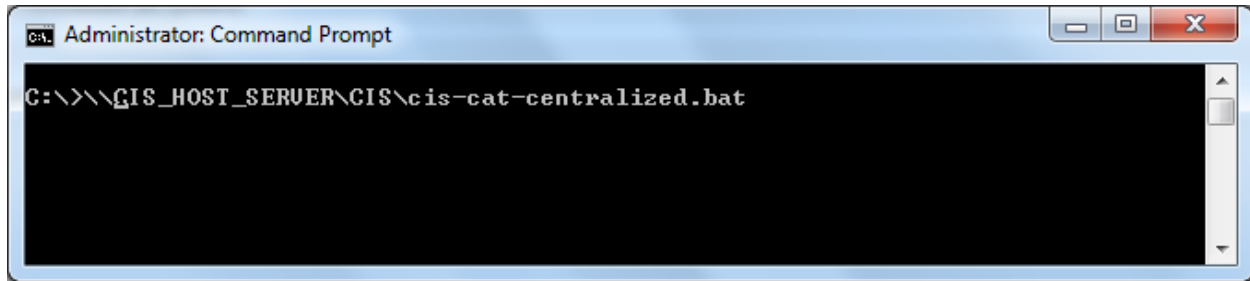 Administrator: Command Prompt
C:\>\\CIS_HOST_SERVER\CIS\cis-cat-centralized.bat